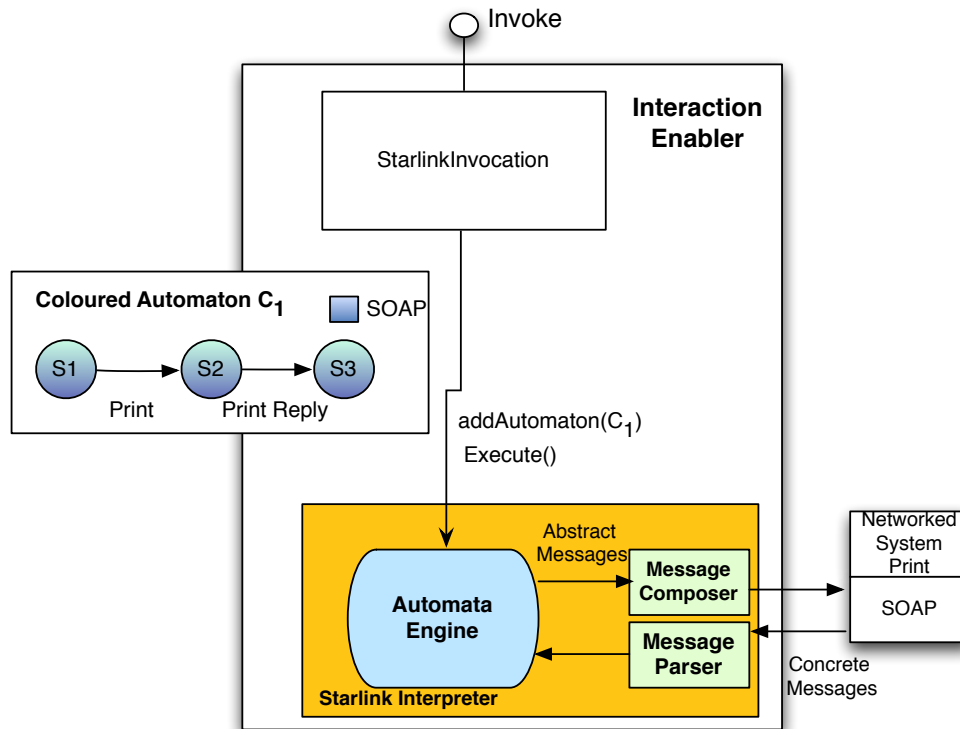 Invoke
Interaction
Enabler
StarlinkInvocation
Coloured Automaton C1
SOAP
S1
S2
S3
Print
Print Reply
addAutomaton(C1)
Execute()
Abstract
Messages
Automata
Engine
Message
Composer
Message
Parser
Starlink Interpreter
Networked
System
Print
SOAP
Concrete
Messages